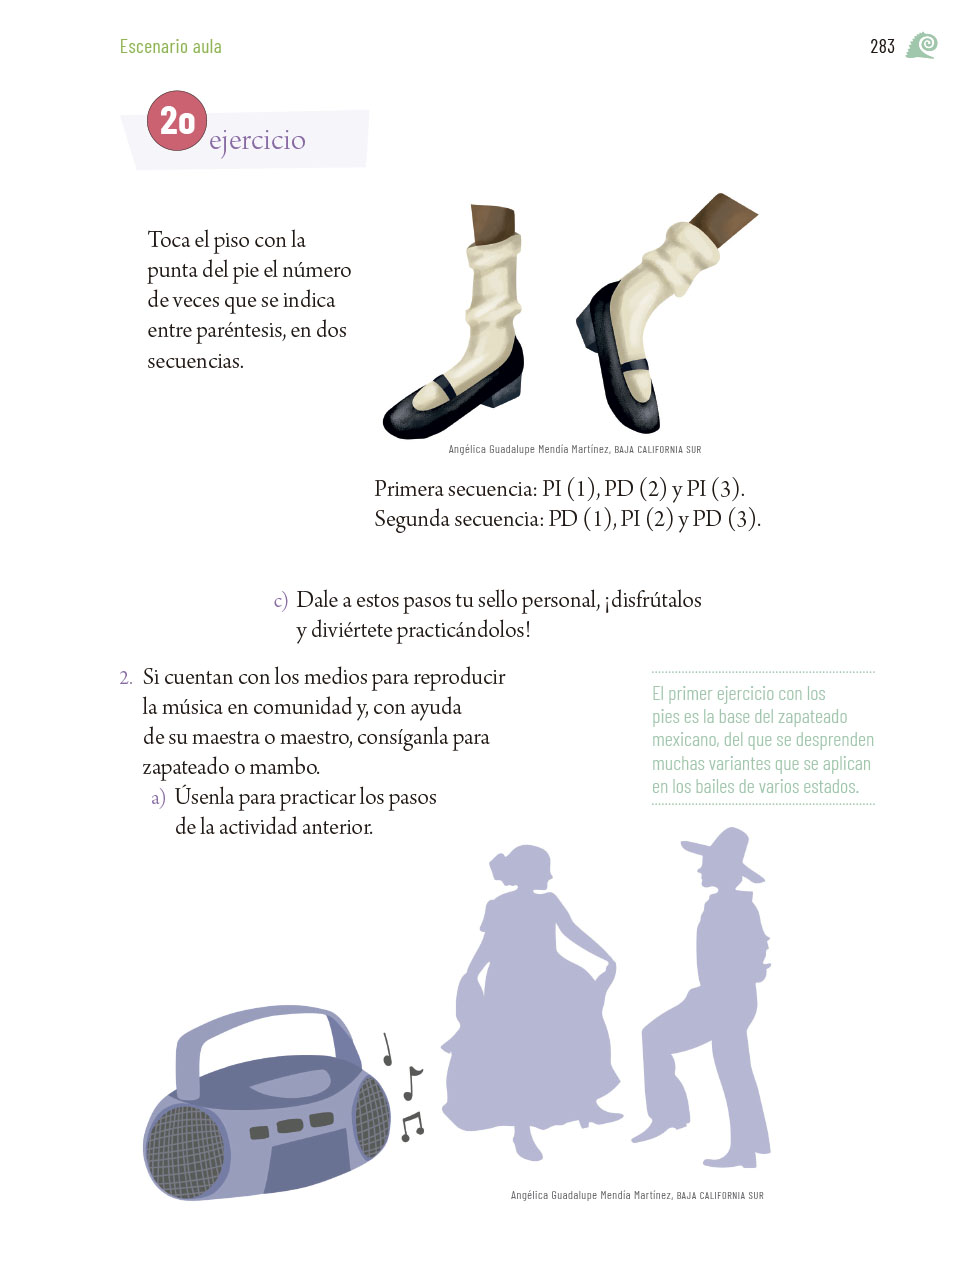 Escenario aula
283
2o
ejercicio
Toca el piso con la
punta del pie el número
de veces que se indica
entre paréntesis, en dos
secuencias.
Angélica Guadalupe Mendía Martínez, BAJA CALIFORNIA SUR
Primera secuencia: PI (1), PD (2) y PI (3).
Segunda secuencia: PD (1), PI (2) y PD (3).
c) Dale a estos pasos tu sello personal, ¡disfrútalos
y diviértete practicándolos!
2. Si cuentan con los medios para reproducir
la música en comunidad y, con ayuda
de su maestra o maestro, consíganla para
zapateado o mambo.
a) Úsenla para practicar los pasos
de la actividad anterior.
El primer ejercicio con los
pies es la base del zapateado
mexicano, del que se desprenden
muchas variantes que se aplican
en los bailes de varios estados.
Angélica Guadalupe Mendía Martínez, BAJA CALIFORNIA SUR